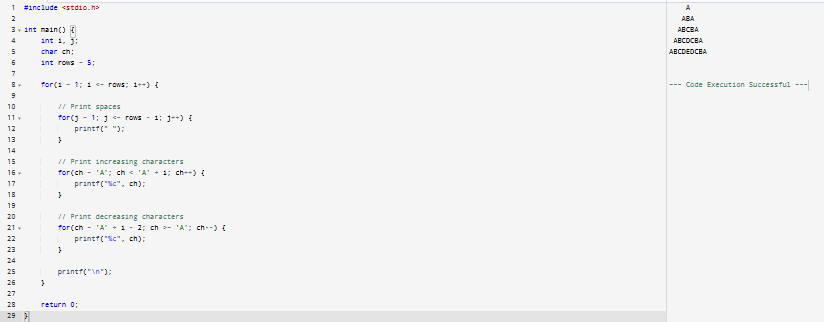 1 #include <stdio.h>
2
3 int main() {
4 int i, j;
5 char ch;
6 int rows = 5;
7
8 for(i = 1; i <= rows; i++) {
9
10 // Print spaces
11 for(j = 1; j <= rows - i; j++) {
12 printf(" ");
13 }
14
15 // Print increasing characters
16 for(ch = 'A'; ch < 'A' + i; ch++) {
17 printf("%c", ch);
18 }
19
20 // Print decreasing characters
21 for(ch = 'A' + i - 2; ch >= 'A'; ch--) {
22 printf("%c", ch);
23 }
24
25 printf("\n");
26 }
27
28 return 0;
29 }
A
ABA
ABCBA
ABCDCBA
ABCDEDCBA
=== Code Execution Successful ===